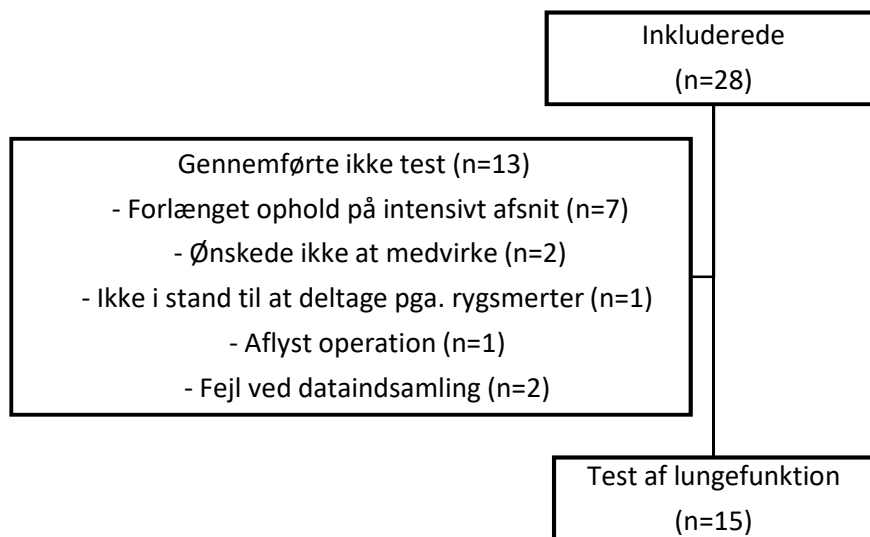 Inkluderede
(n=28)
Gennemførte ikke test (n=13)
- Forlænget ophold på intensivt afsnit (n=7)
- Ønskede ikke at medvirke (n=2)
- Ikke i stand til at deltage pga. rygsmerter (n=1)
- Aflyst operation (n=1)
- Fejl ved dataindsamling (n=2)
Test af lungefunktion
(n=15)